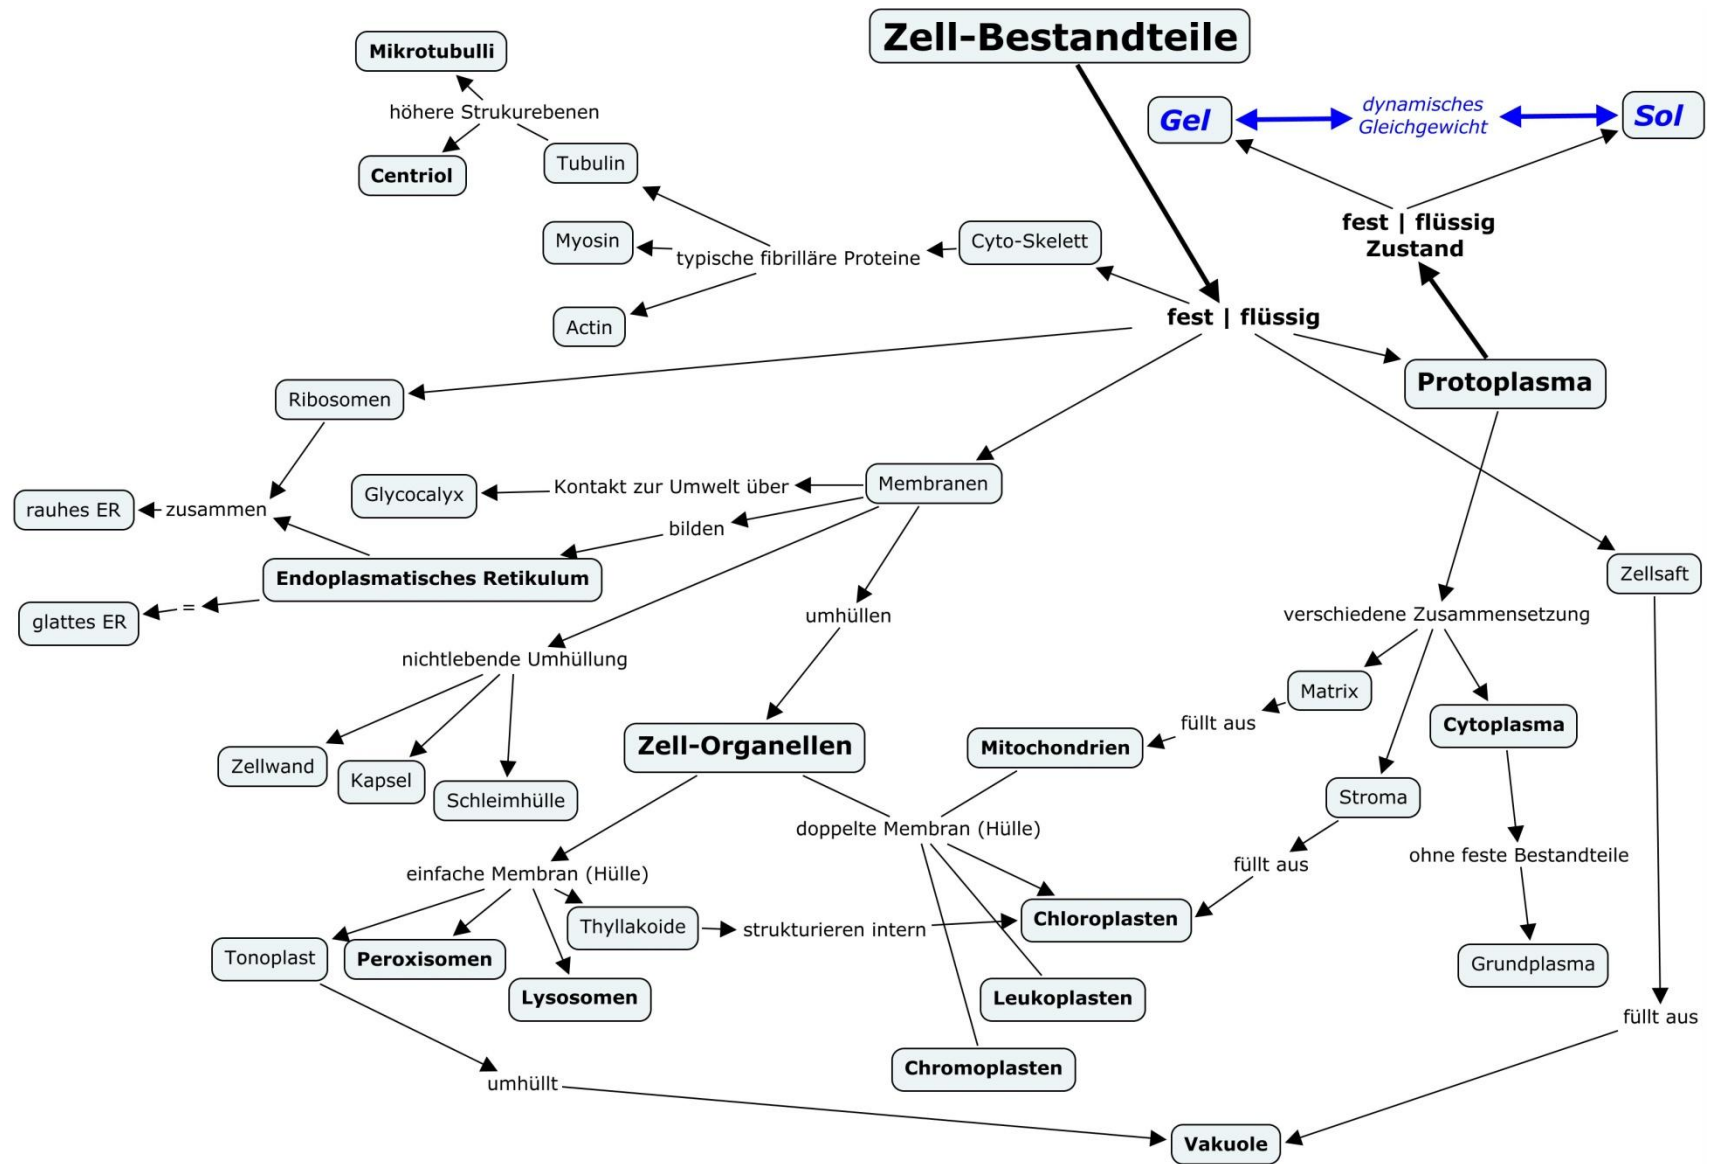 Zell-Bestandteile
Mikrotubulli
höhere Strukurebenen
Centriol
Tubulin
Gel
dynamisches
Gleichgewicht
Sol
fest | flüssig
Zustand
Myosin
typische fibrilläre Proteine
Cyto-Skelett
Actin
fest | flüssig
Protoplasma
Ribosomen
Membranen
Kontakt zur Umwelt über
Glycocalyx
rauhes ER
zusammen
bilden
Endoplasmatisches Retikulum
=
glattes ER
Zellsaft
umhüllen
verschiedene Zusammensetzung
nichtlebende Umhüllung
Matrix
füllt aus
Cytoplasma
Zell-Organellen
Mitochondrien
Zellwand
Kapsel
Schleimhülle
Stroma
doppelte Membran (Hülle)
füllt aus
ohne feste Bestandteile
einfache Membran (Hülle)
Thyllakoide
strukturieren intern
Chloroplasten
Tonoplast
Peroxisomen
Lysosomen
Leukoplasten
Grundplasma
füllt aus
Chromoplasten
umhüllt
Vakuole